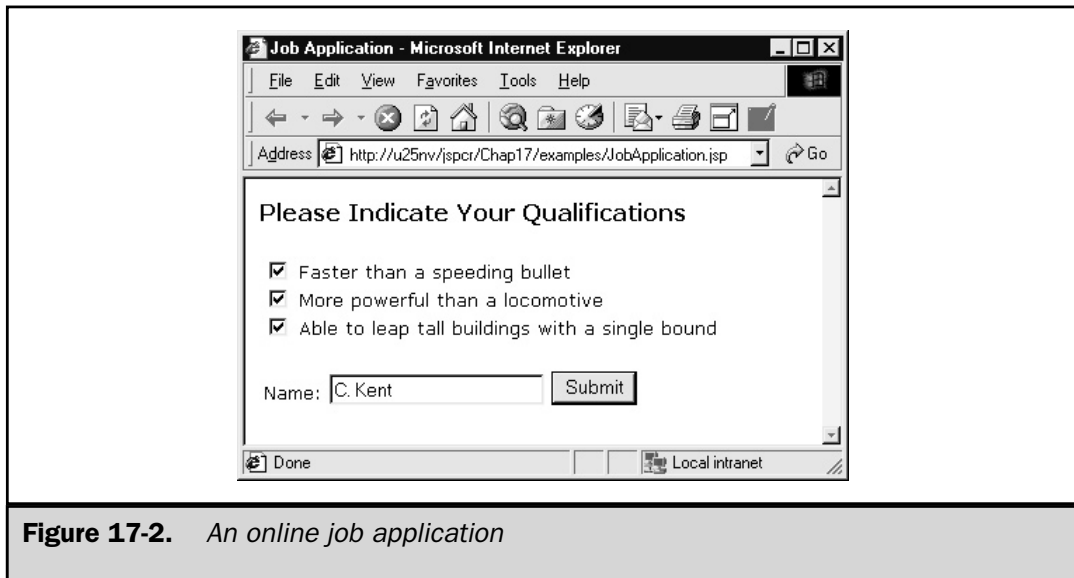 Job Application - Microsoft Internet Explorer
File Edit View Favorites Tools Help
Address http://u25nv/jspcr/Chap17/examples/JobApplication.jsp Go
Please Indicate Your Qualifications
Faster than a speeding bullet
More powerful than a locomotive
Able to leap tall buildings with a single bound
Name: C. Kent Submit
Done Local intranet
Figure 17-2. An online job application